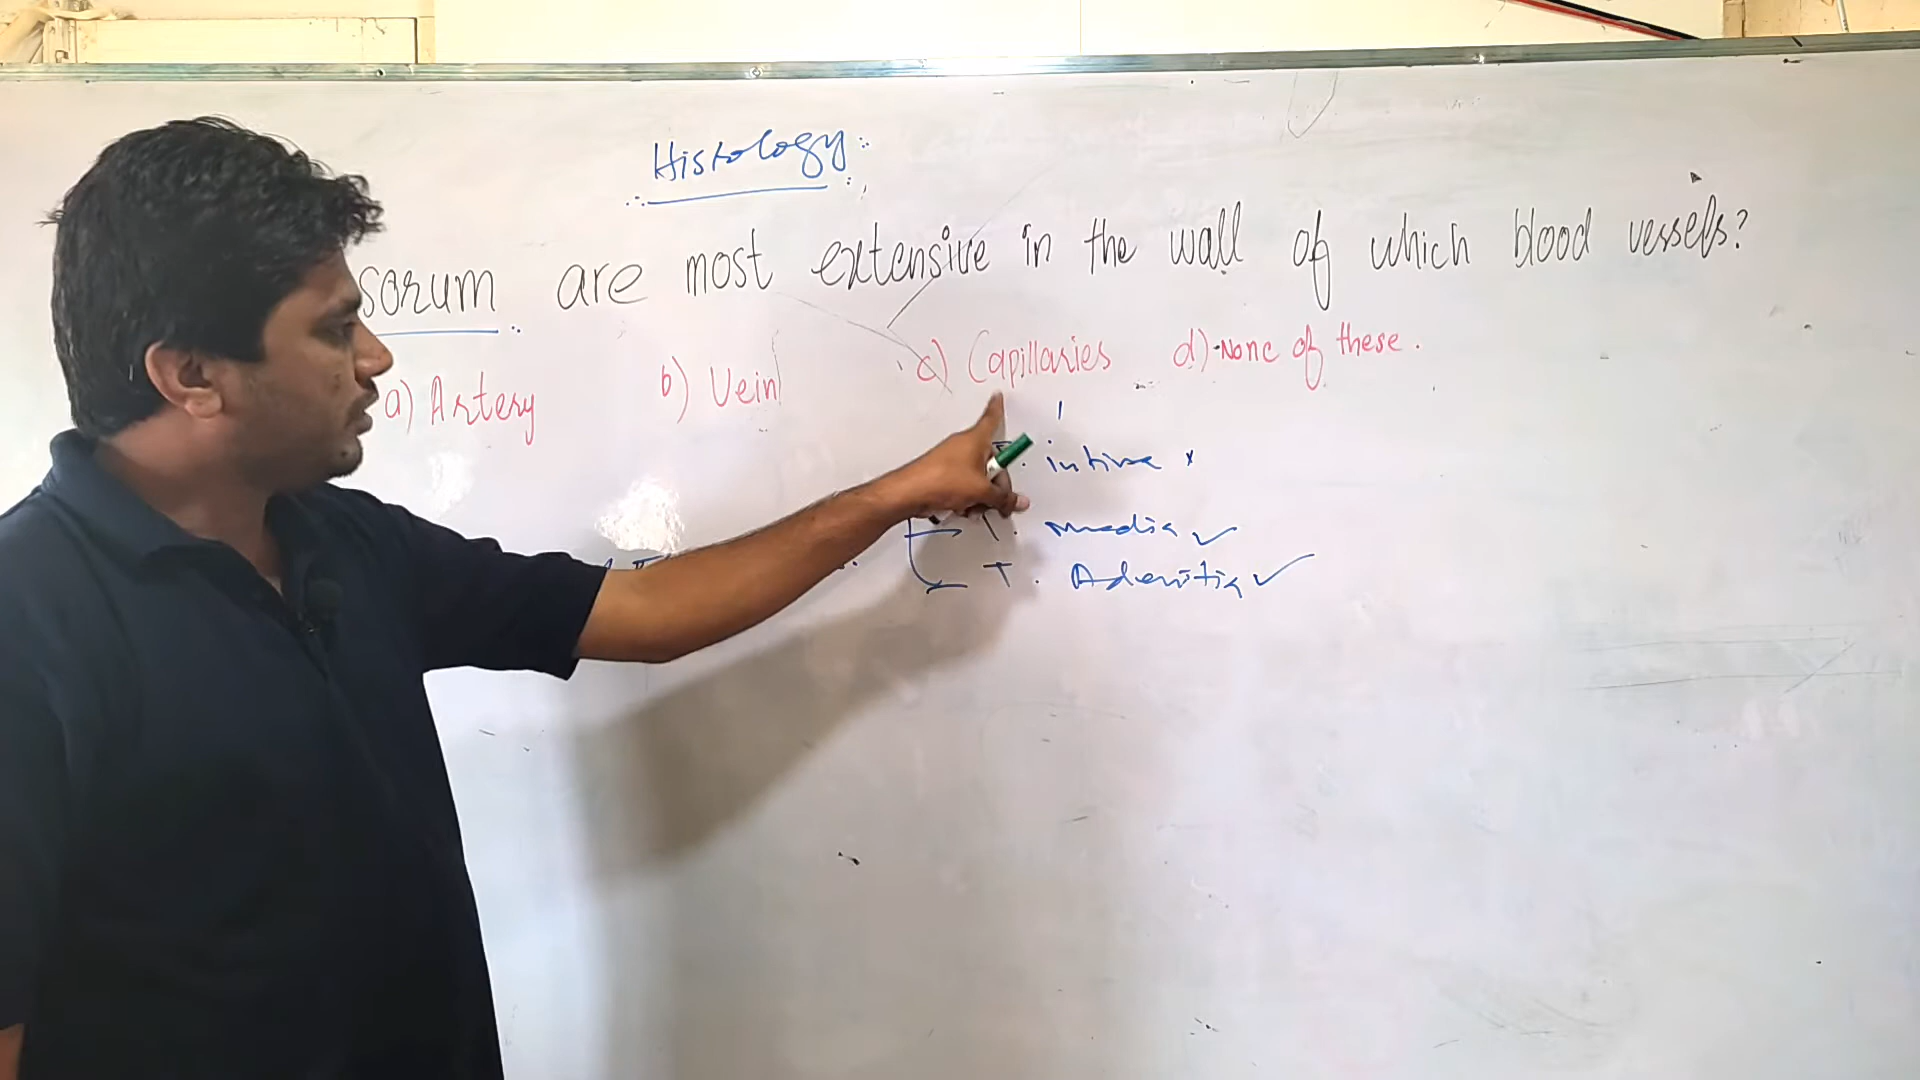 Histology:
sorum are most extensive in the wall of which blood vessels?
a) Artery b) Vein c) Capillaries d) None of these.
intima x
T. media ✓
T. Adventitia ✓